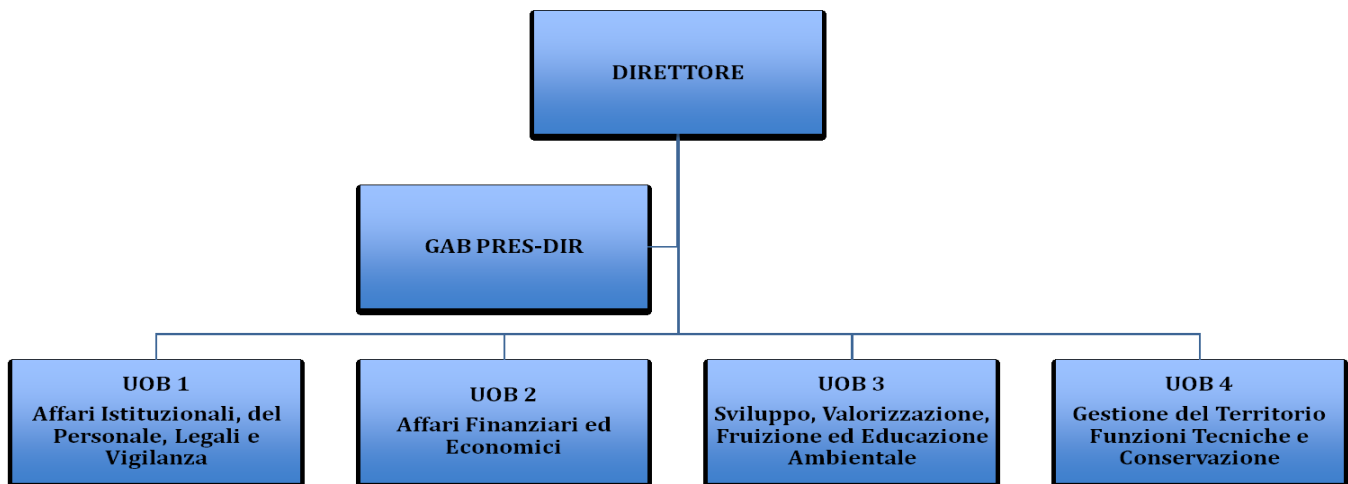 DIRETTORE
GAB PRES-DIR
UOB 1
Affari Istituzionali, del
Personale, Legali e
Vigilanza
UOB 2
Affari Finanziari ed
Economici
UOB 3
Sviluppo, Valorizzazione,
Fruizione ed Educazione
Ambientale
UOB 4
Gestione del Territorio
Funzioni Tecniche e
Conservazione